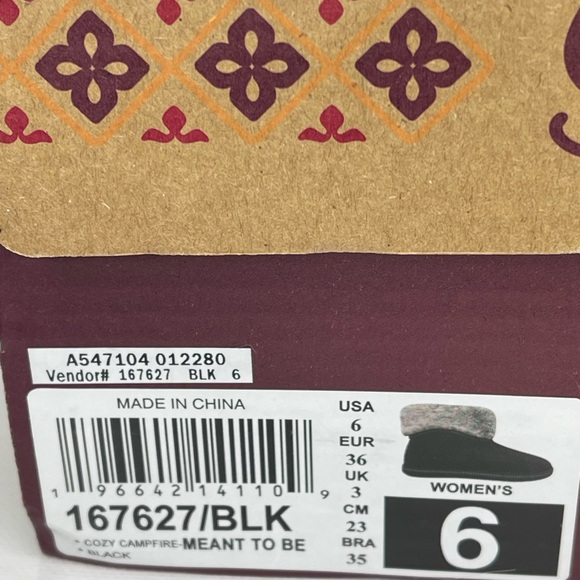 A547104 012280
Vendor# 167627 BLK 6
MADE IN CHINA
1 96642 14110 9
167627/BLK
* COZY CAMPFIRE-MEANT TO BE
* BLACK
USA
6
EUR
36
UK
3
CM
23
BRA
35
WOMEN'S
6